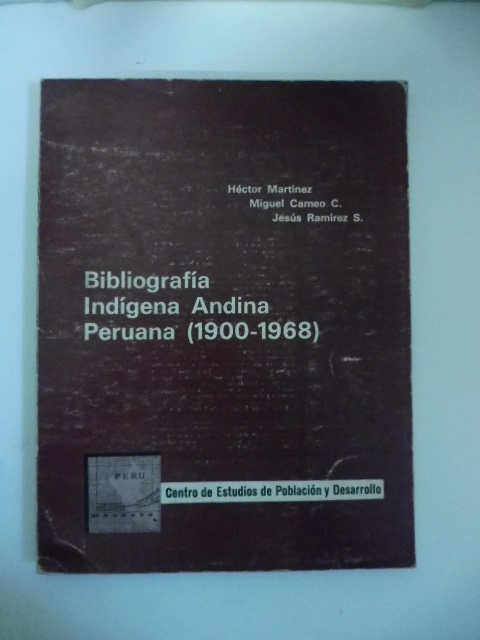 Héctor Martínez
Miguel Cameo C.
Jesús Ramírez S.
Bibliografía
Indígena Andina
Peruana (1900-1968)
PERU
Centro de Estudios de Población y Desarrollo